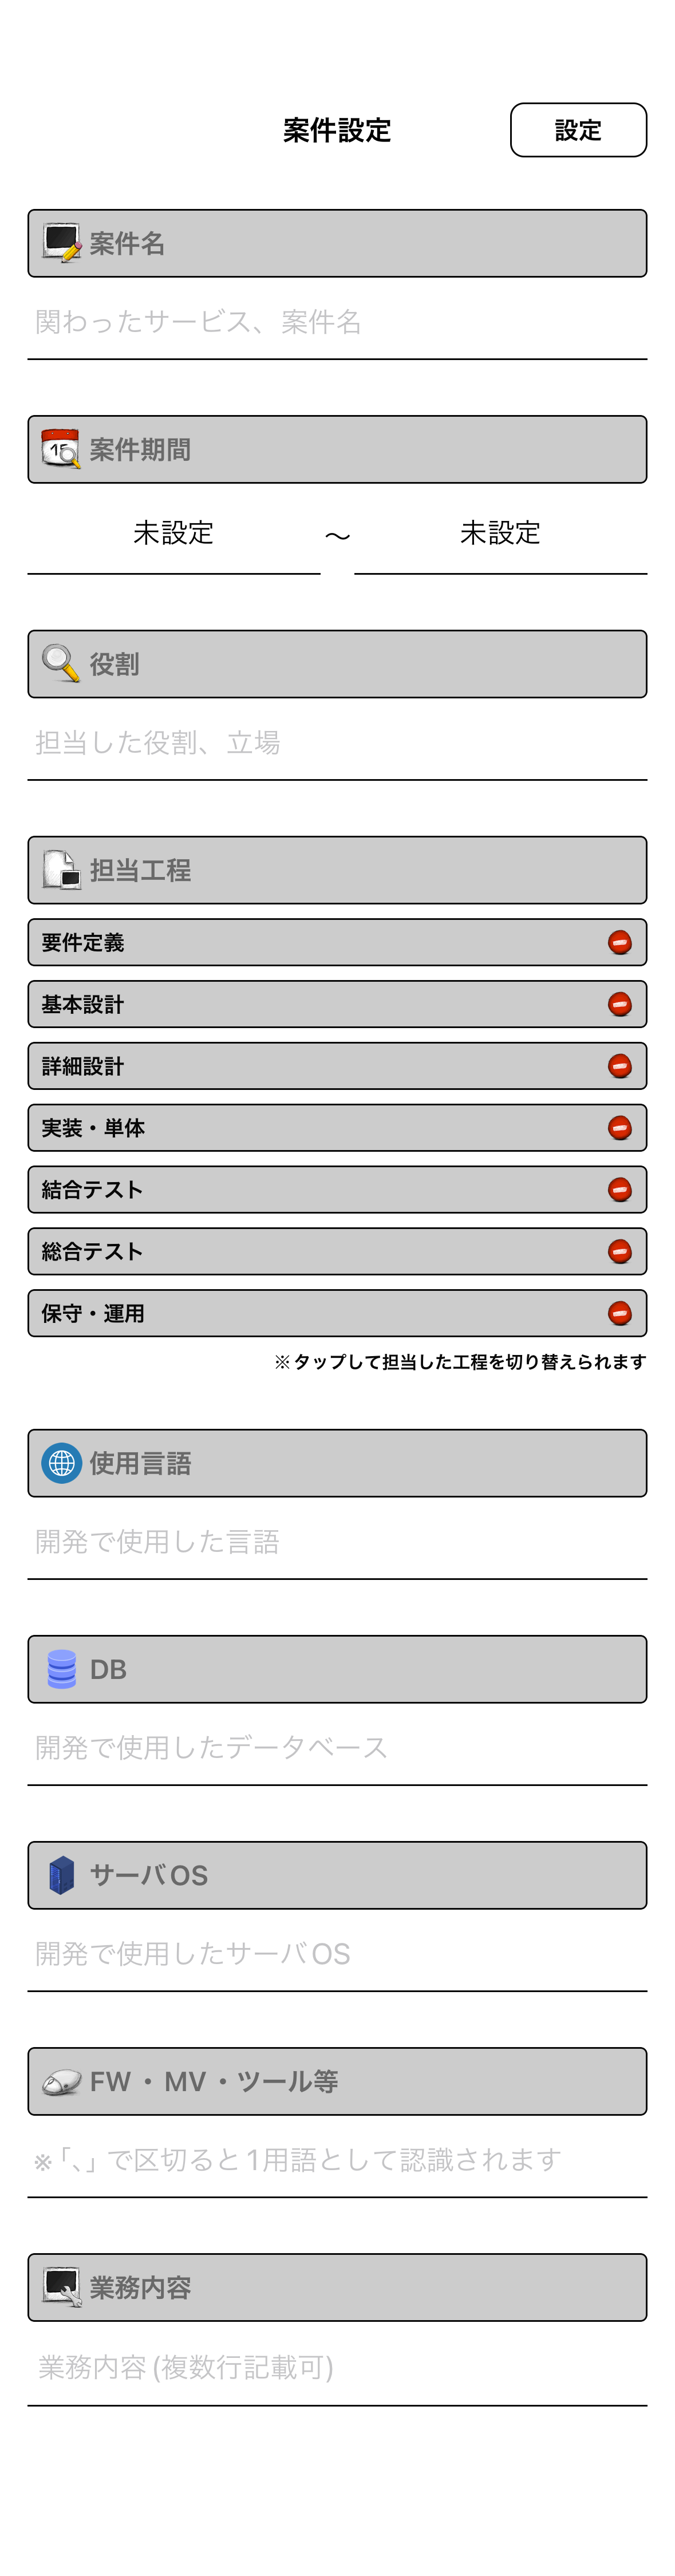 案件設定
設定
案件名
関わったサービス、案件名
15
案件期間
未設定 ～ 未設定
役割
担当した役割、立場
担当工程
要件定義
基本設計
詳細設計
実装・単体
結合テスト
総合テスト
保守・運用
※タップして担当した工程を切り替えられます
使用言語
開発で使用した言語
DB
開発で使用したデータベース
サーバOS
開発で使用したサーバOS
FW・MV・ツール等
※「、」で区切ると1用語として認識されます
業務内容
業務内容(複数行記載可)